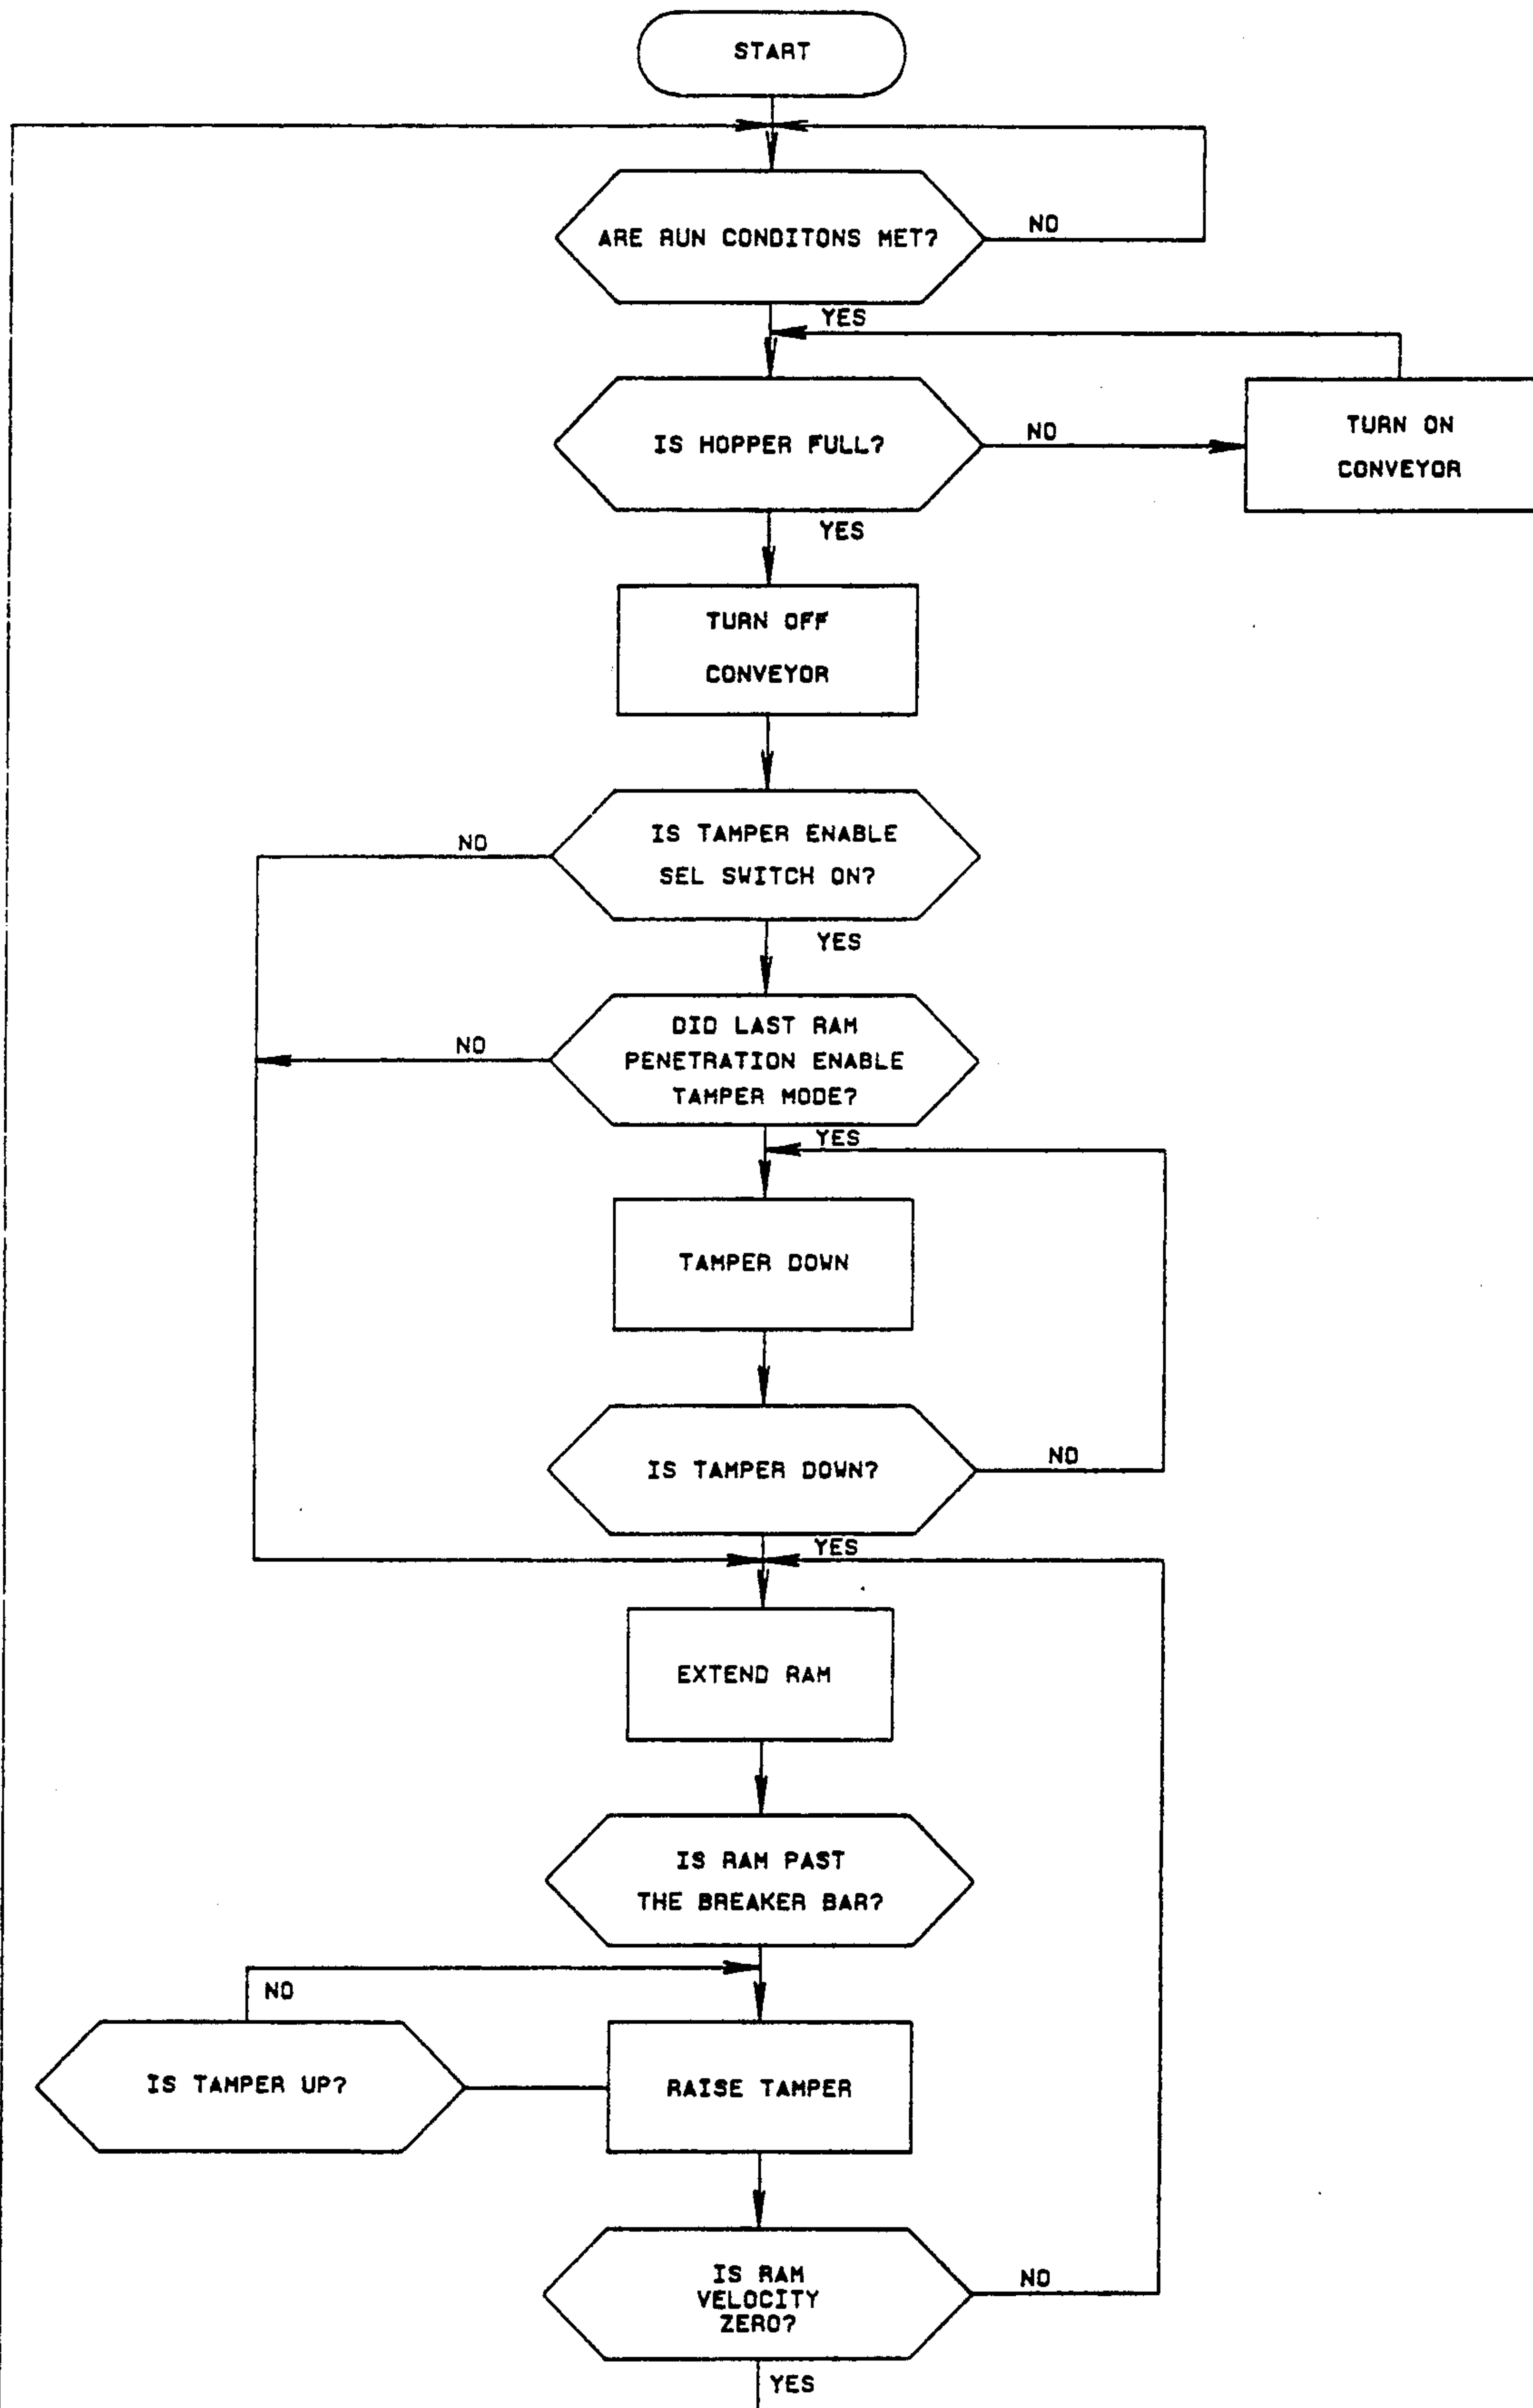 START
ARE RUN CONDITONS MET?
NO
YES
IS HOPPER FULL?
NO
TURN ON
CONVEYOR
YES
TURN OFF
CONVEYOR
IS TAMPER ENABLE
SEL SWITCH ON?
NO
YES
DID LAST RAM
PENETRATION ENABLE
TAMPER MODE?
NO
YES
TAMPER DOWN
IS TAMPER DOWN?
NO
YES
EXTEND RAM
IS RAM PAST
THE BREAKER BAR?
NO
IS TAMPER UP?
RAISE TAMPER
IS RAM
VELOCITY
ZERO?
NO
YES